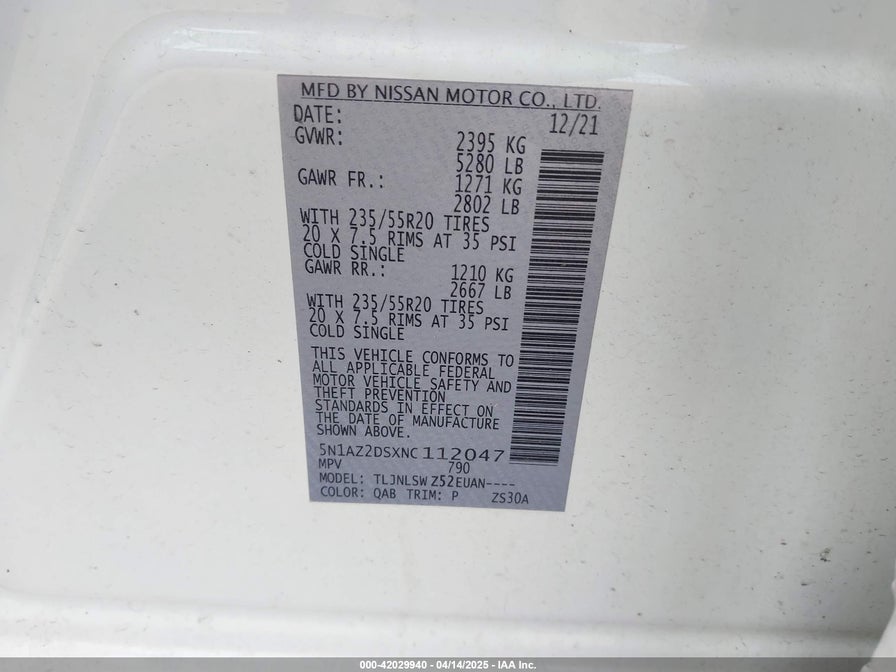 MFD BY NISSAN MOTOR CO., LTD.
DATE: 12/21
GVWR: 2395 KG
5280 LB
GAWR FR.: 1271 KG
2802 LB
WITH 235/55R20 TIRES
20 X 7.5 RIMS AT 35 PSI
COLD SINGLE
GAWR RR.: 1210 KG
2667 LB
WITH 235/55R20 TIRES
20 X 7.5 RIMS AT 35 PSI
COLD SINGLE
THIS VEHICLE CONFORMS TO
ALL APPLICABLE FEDERAL
MOTOR VEHICLE SAFETY AND
THEFT PREVENTION
STANDARDS IN EFFECT ON
THE DATE OF MANUFACTURE
SHOWN ABOVE.
5N1AZ2DSXNC112047
MPV 790
MODEL: TLJNLSW Z52EUAN----
COLOR: QAB TRIM: P ZS30A
000-42029940 - 04/14/2025 - IAA Inc.